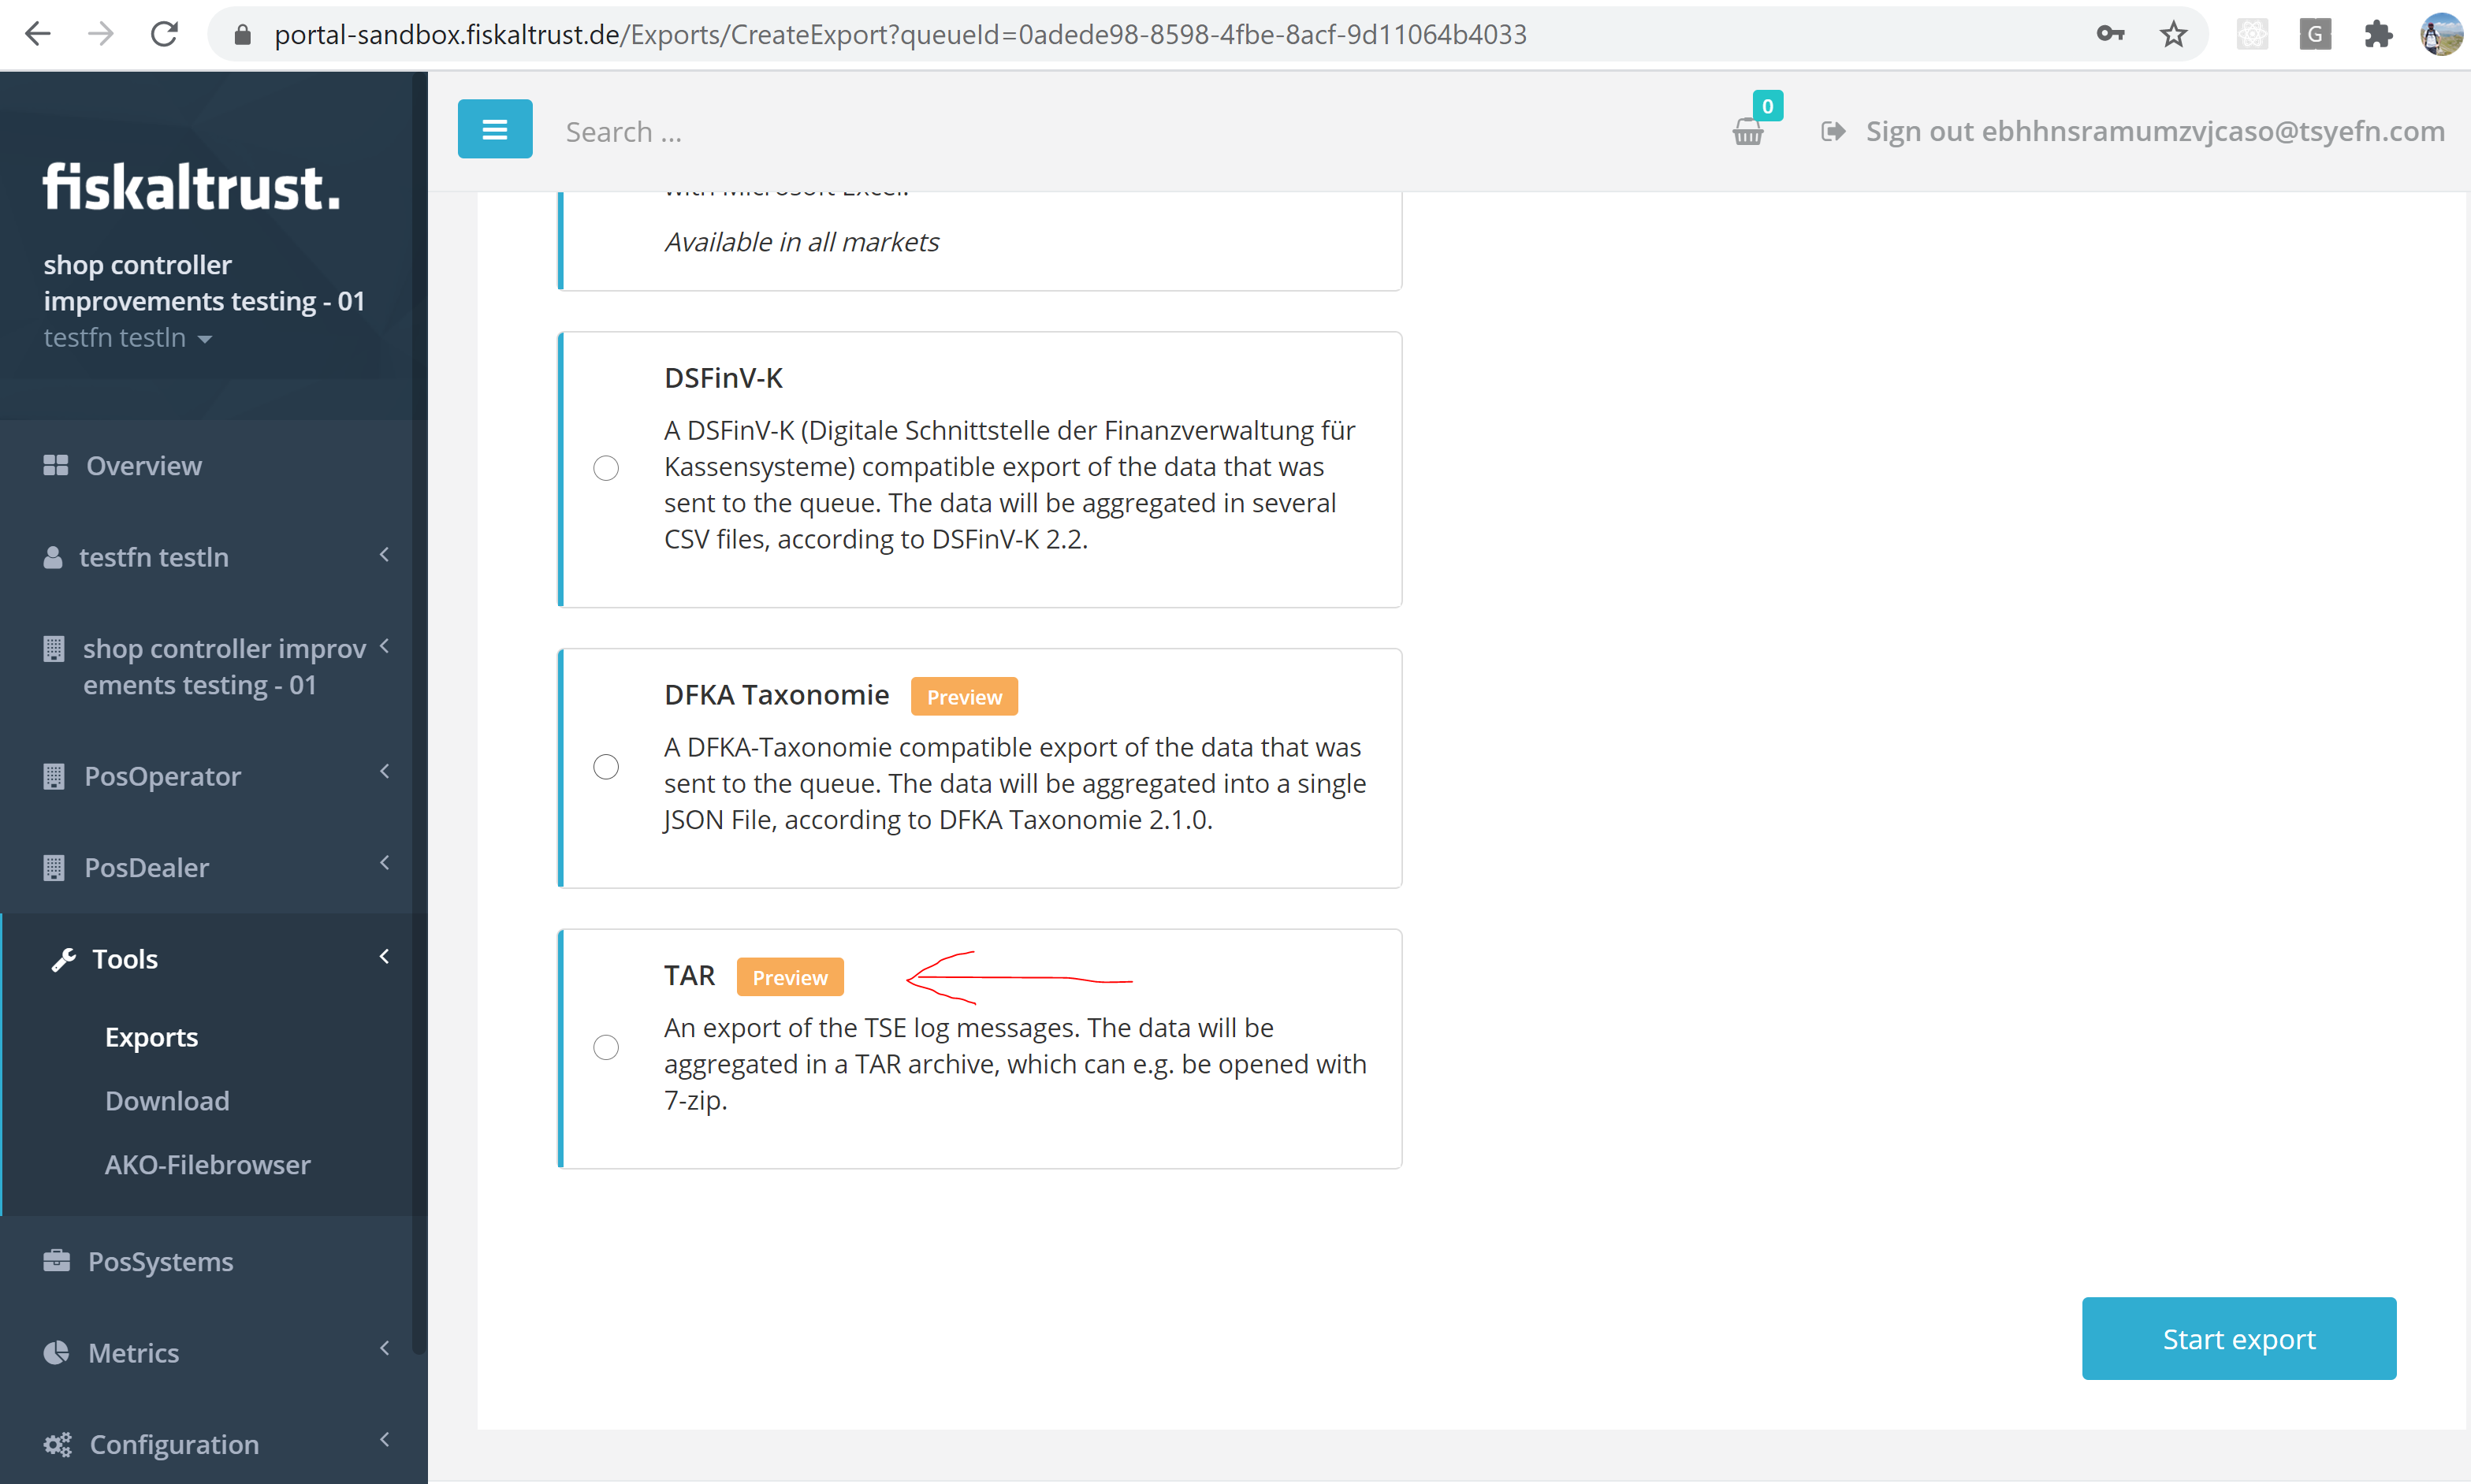 portal-sandbox.fiskaltrust.de/Exports/CreateExport?queueId=0adede98-8598-4fbe-8acf-9d11064b4033
G
fiskaltrust.
shop controller
improvements testing - 01
testfn testln
Overview
testfn testln
shop controller improv
ements testing - 01
PosOperator
PosDealer
Tools
Exports
Download
AKO-Filebrowser
PosSystems
Metrics
Configuration
Search ...
0
Sign out ebhhnsramumzvjcaso@tsyefn.com
with Microsoft Excel.
Available in all markets
DSFinV-K
A DSFinV-K (Digitale Schnittstelle der Finanzverwaltung für
Kassensysteme) compatible export of the data that was
sent to the queue. The data will be aggregated in several
CSV files, according to DSFinV-K 2.2.
DFKA Taxonomie Preview
A DFKA-Taxonomie compatible export of the data that was
sent to the queue. The data will be aggregated into a single
JSON File, according to DFKA Taxonomie 2.1.0.
TAR Preview
An export of the TSE log messages. The data will be
aggregated in a TAR archive, which can e.g. be opened with
7-zip.
Start export